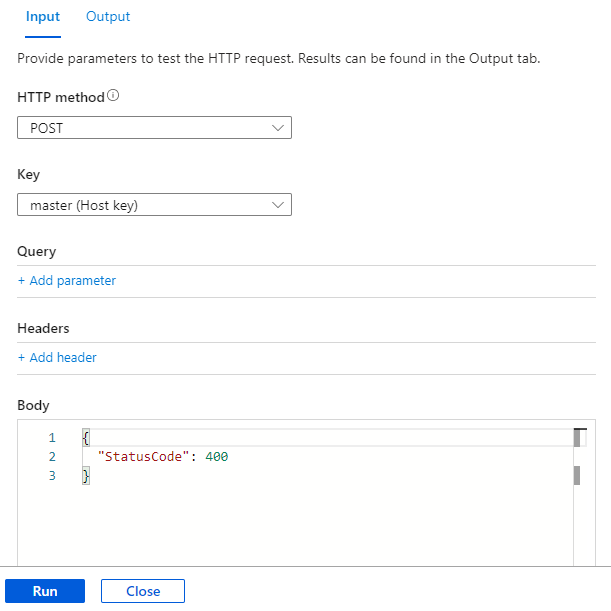 Input Output
Provide parameters to test the HTTP request. Results can be found in the Output tab.
HTTP method
POST
Key
master (Host key)
Query
+ Add parameter
Headers
+ Add header
Body
1 {
2 "StatusCode": 400
3 }
Run Close